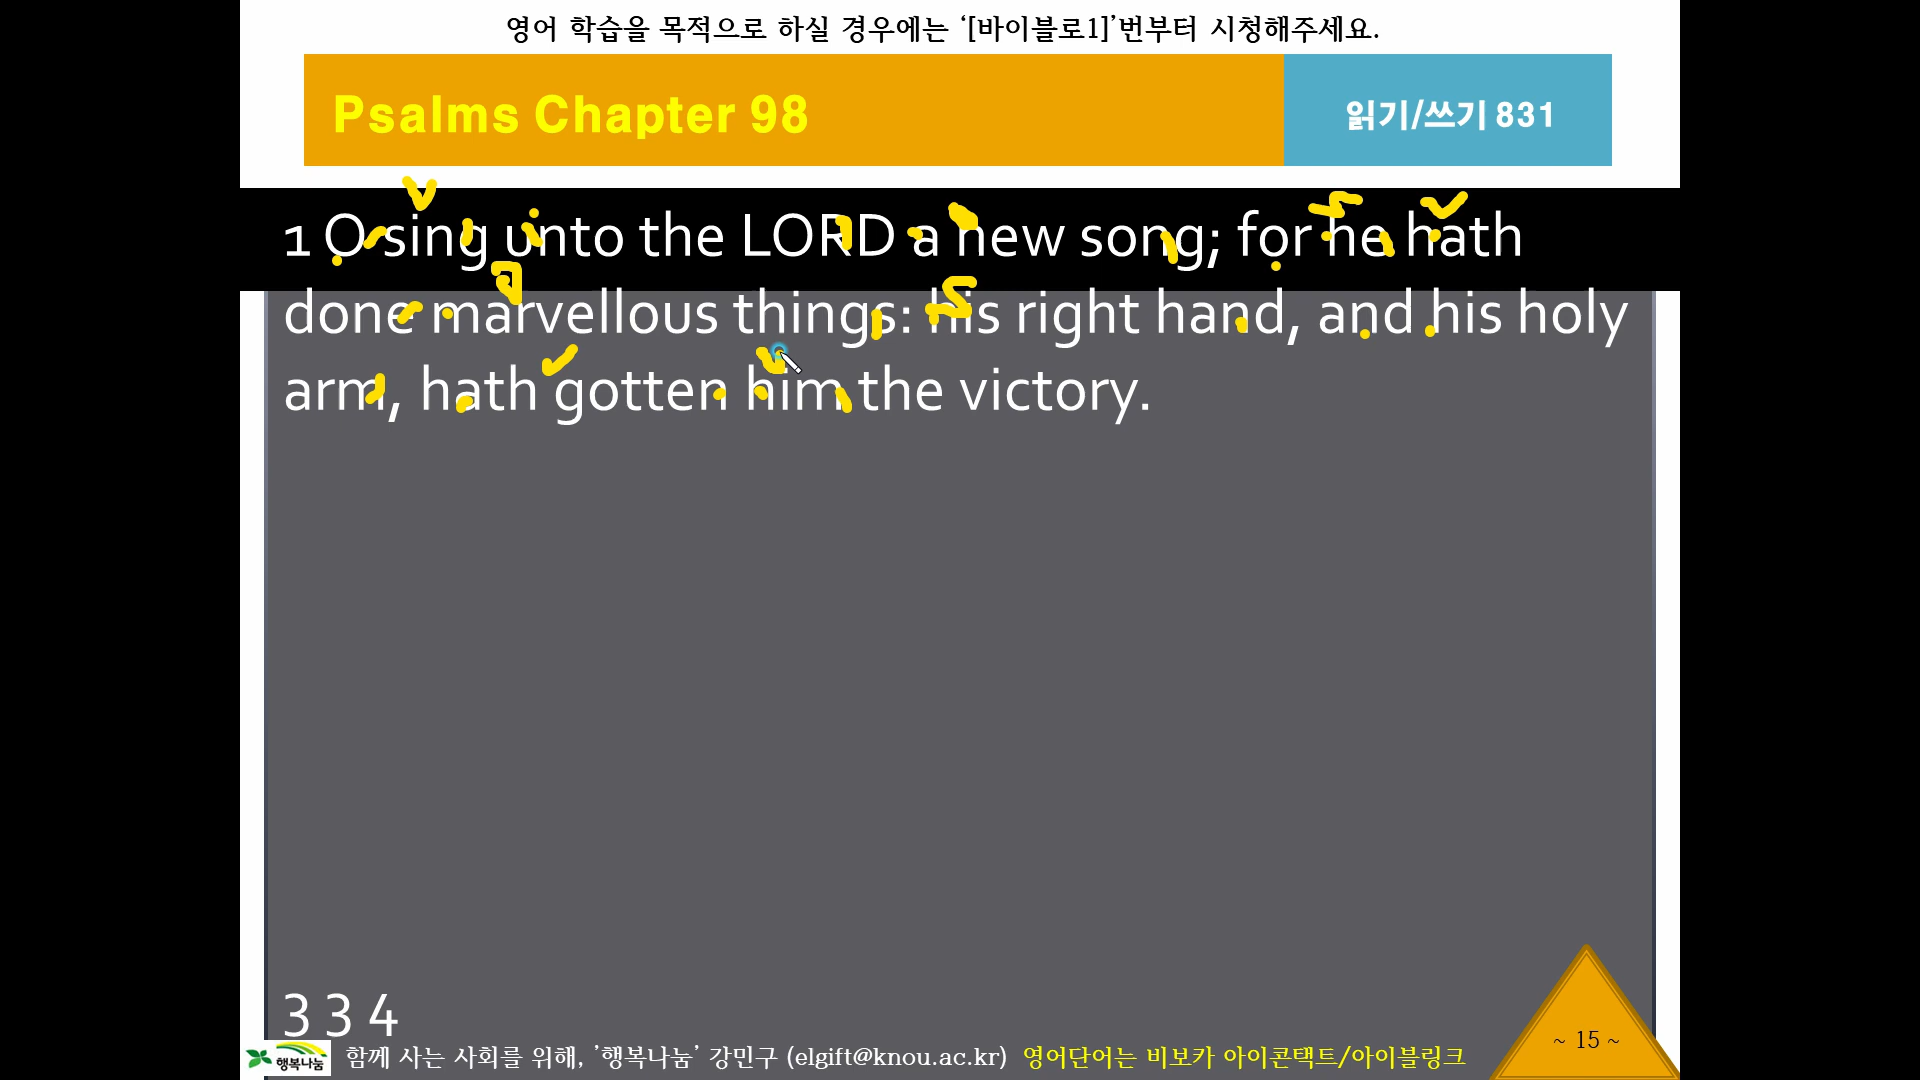 영어 학습을 목적으로 하실 경우에는 ‘[바이블로1]’번부터 시청해주세요.
Psalms Chapter 98
읽기/쓰기 831
1 O sing unto the LORD a new song; for he hath
done marvellous things: his right hand, and his holy
arm, hath gotten him the victory.
3 3 4
행복나눔
함께 사는 사회를 위해, ’행복나눔’ 강민구 (elgift@knou.ac.kr) 영어단어는 비보카 아이콘택트/아이블링크
~ 15 ~